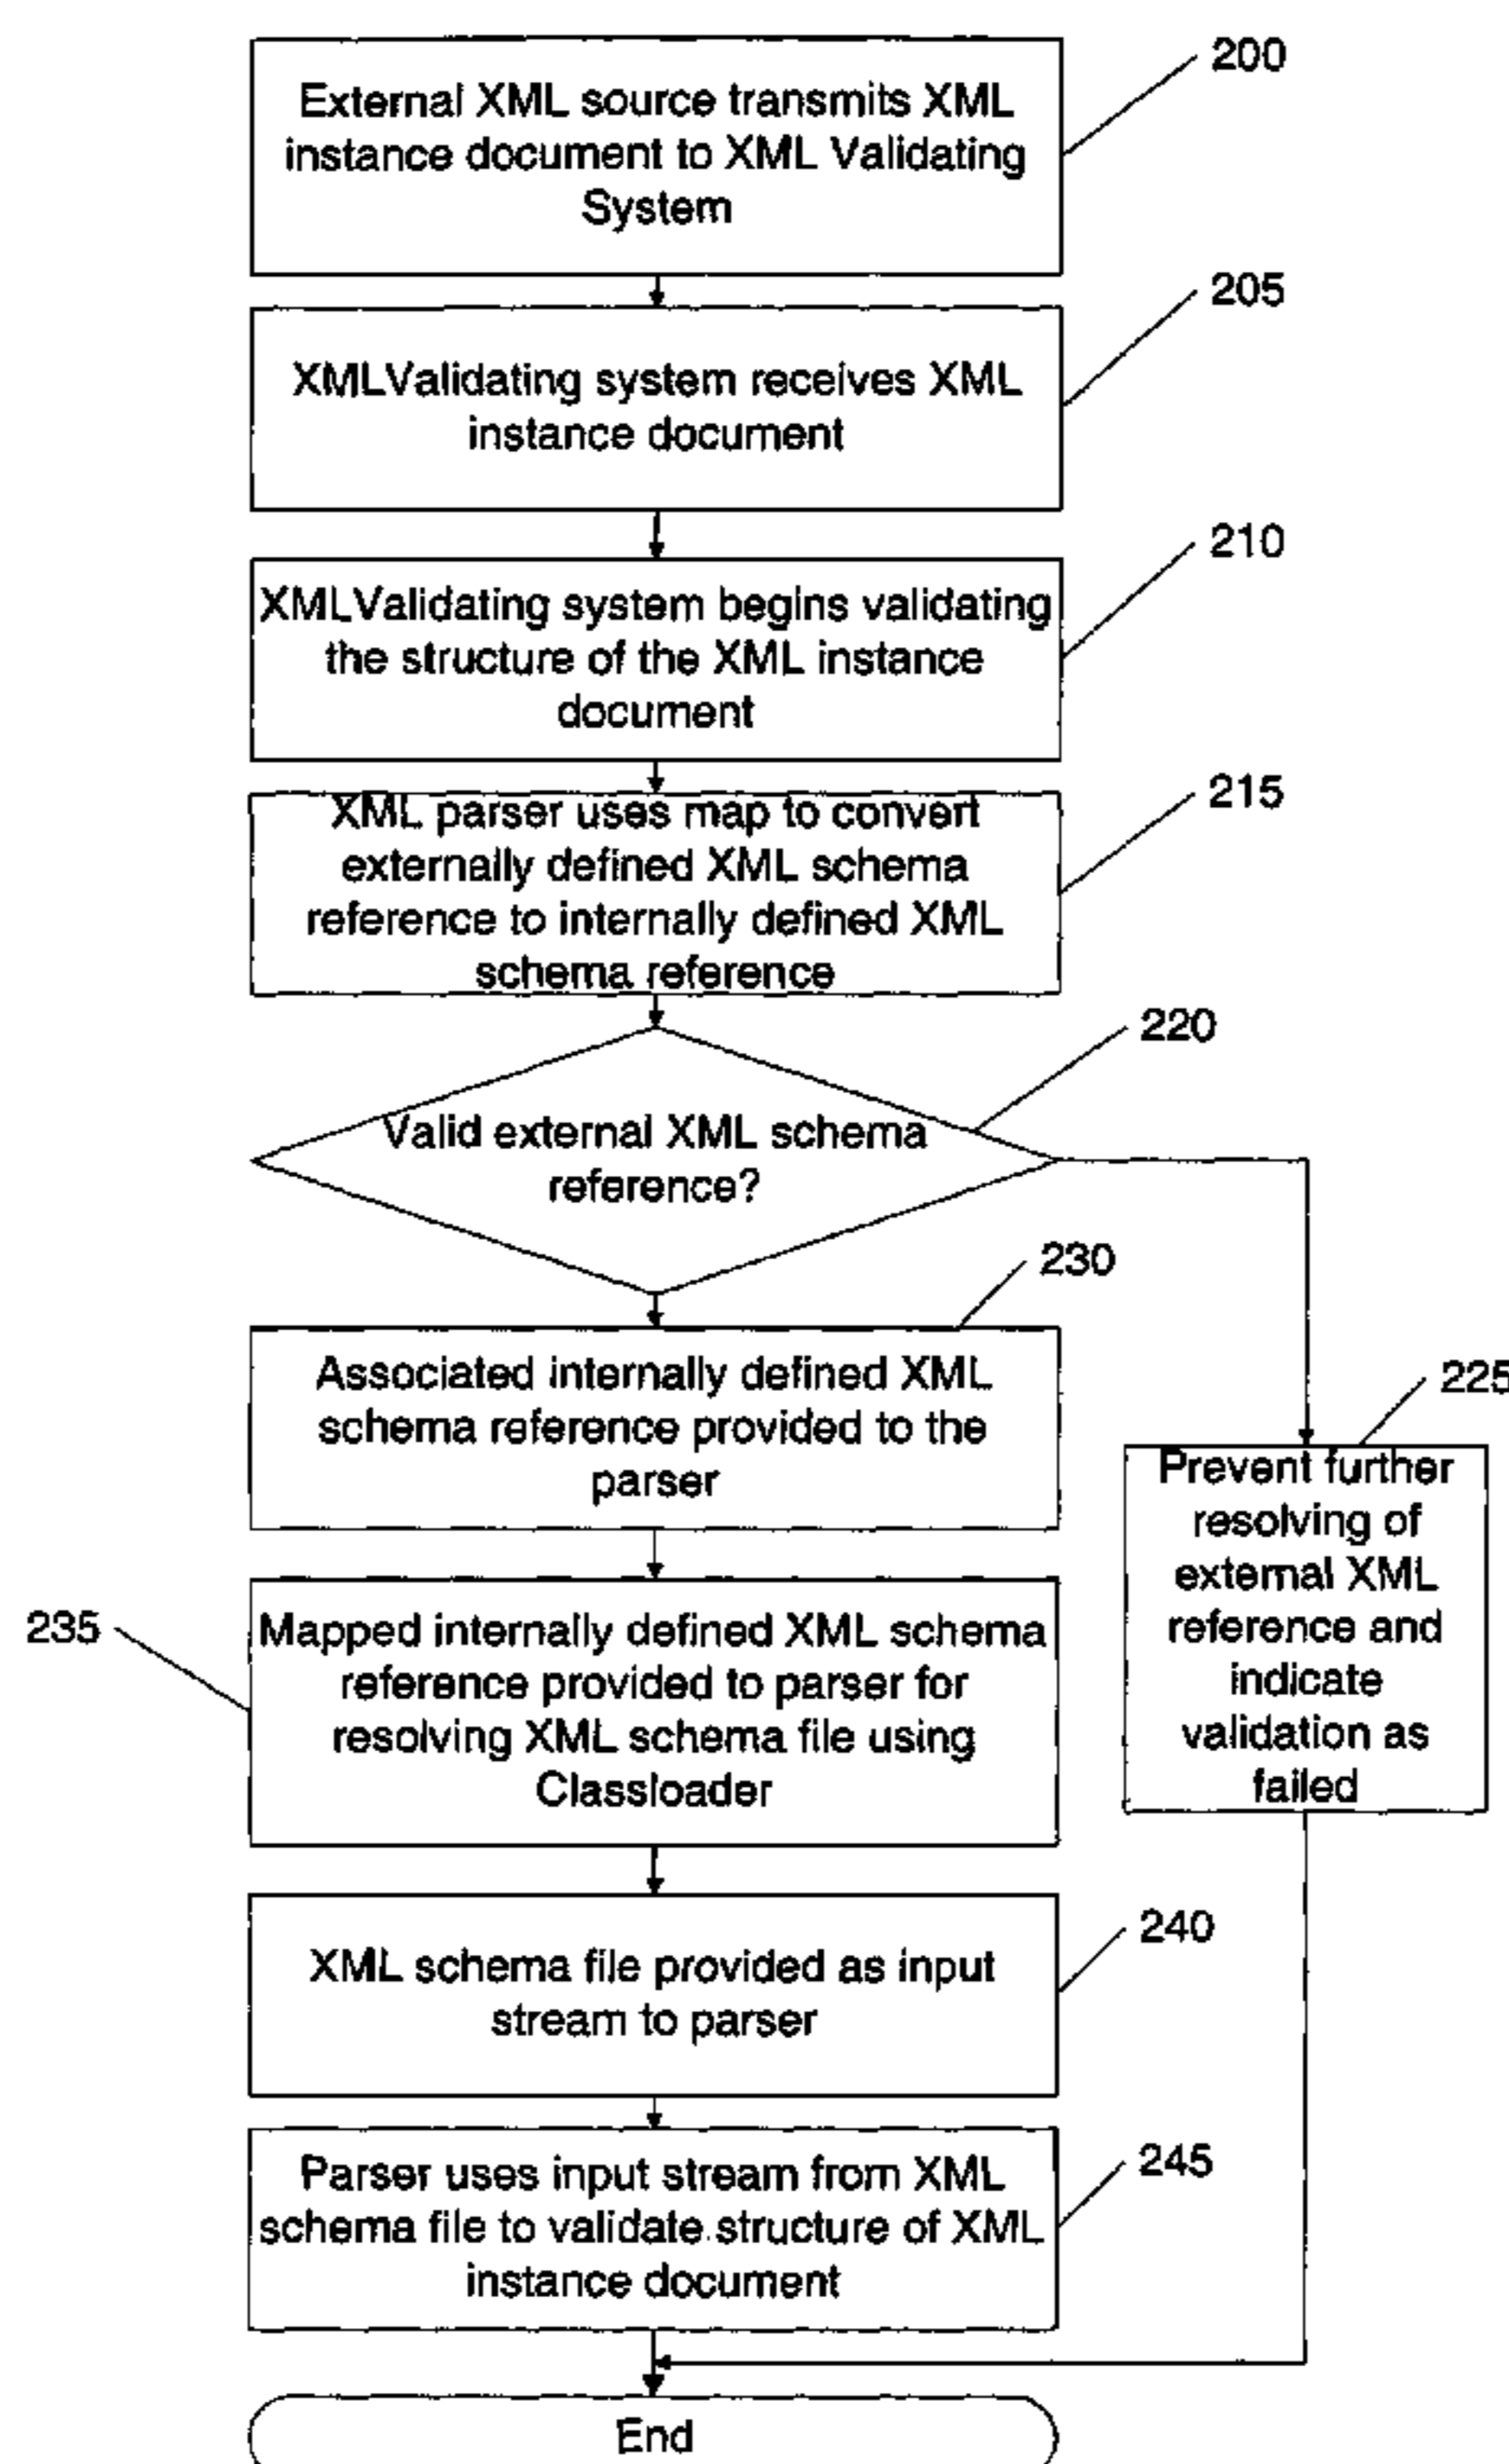 200
External XML source transmits XML
instance document to XML Validating
System
205
XMLValidating system receives XML
instance document
210
XMLValidating system begins validating
the structure of the XML instance
document
215
XML parser uses map to convert
externally defined XML schema
reference to internally defined XML
schema reference
220
Valid external XML schema
reference?
230
Associated internally defined XML
schema reference provided to the
parser
225
Prevent further
resolving of
external XML
reference and
indicate
validation as
failed
235
Mapped internally defined XML schema
reference provided to parser for
resolving XML schema file using
Classloader
240
XML schema file provided as input
stream to parser
245
Parser uses input stream from XML
schema file to validate structure of XML
instance document
End